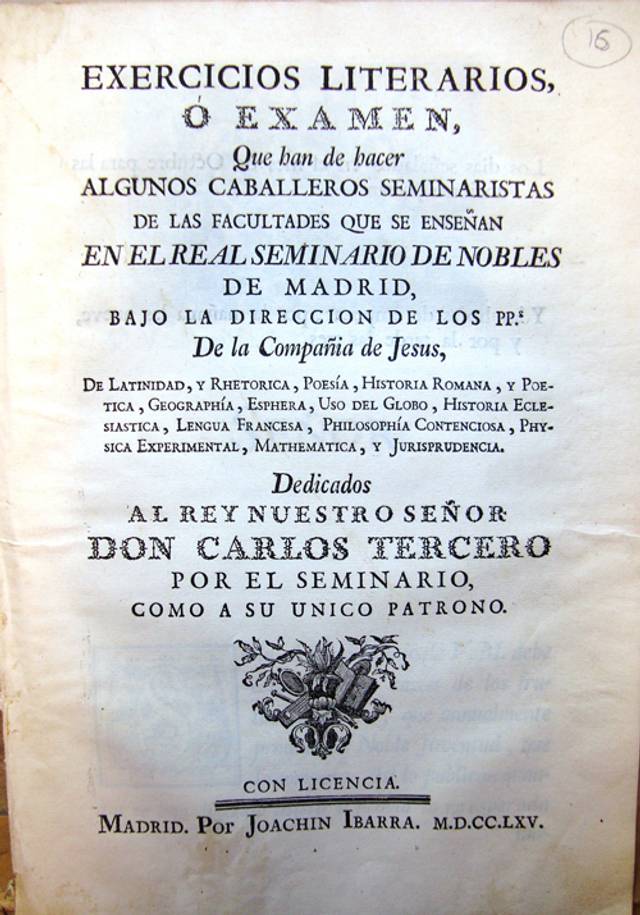 16
EXERCICIOS LITERARIOS,
Ó EXAMEN,
Que han de hacer
ALGUNOS CABALLEROS SEMINARISTAS
DE LAS FACULTADES QUE SE ENSEÑAN
EN EL REAL SEMINARIO DE NOBLES
DE MADRID,
BAJO LA DIRECCION DE LOS PP.ˢ
De la Compañia de Jesus,
DE LATINIDAD, Y RHETORICA, POESÍA, HISTORIA ROMANA, Y POE-
TICA, GEOGRAPHÍA, ESPHERA, USO DEL GLOBO, HISTORIA ECLE-
SIASTICA, LENGUA FRANCESA, PHILOSOPHÍA CONTENCIOSA, PHY-
SICA EXPERIMENTAL, MATHEMATICA, Y JURISPRUDENCIA.
Dedicados
AL REY NUESTRO SEÑOR
DON CARLOS TERCERO
POR EL SEMINARIO,
COMO A SU UNICO PATRONO.
CON LICENCIA.
MADRID. Por JOACHIN IBARRA. M.D.CC.LXV.